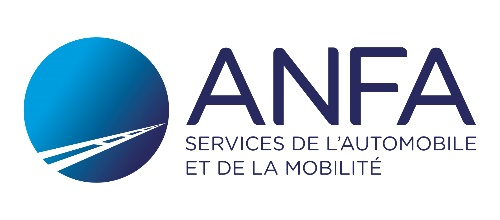 ANFA
SERVICES DE L'AUTOMOBILE
ET DE LA MOBILITÉ